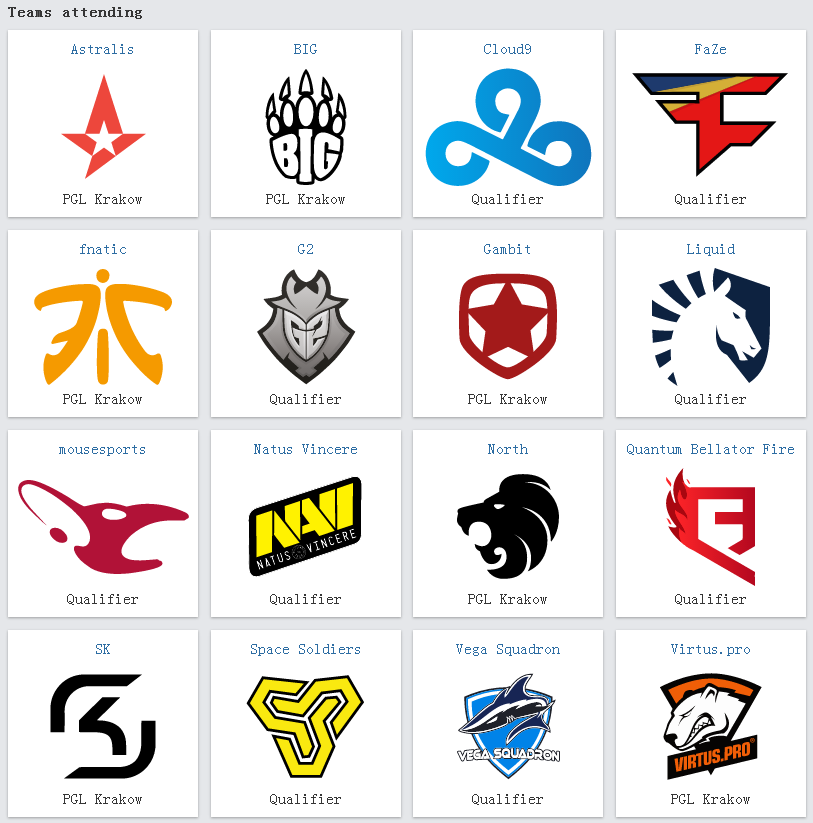 Teams attending
Astralis BIG Cloud9 FaZe
BIG
PGL Krakow PGL Krakow Qualifier Qualifier
fnatic G2 Gambit Liquid
G2
PGL Krakow Qualifier PGL Krakow Qualifier
mousesports Natus Vincere North Quantum Bellator Fire
NAVI
NATUS VINCERE
Qualifier Qualifier PGL Krakow Qualifier
SK Space Soldiers Vega Squadron Virtus.pro
VEGA SQUADRON VIRTUS.PRO
PGL Krakow Qualifier Qualifier PGL Krakow